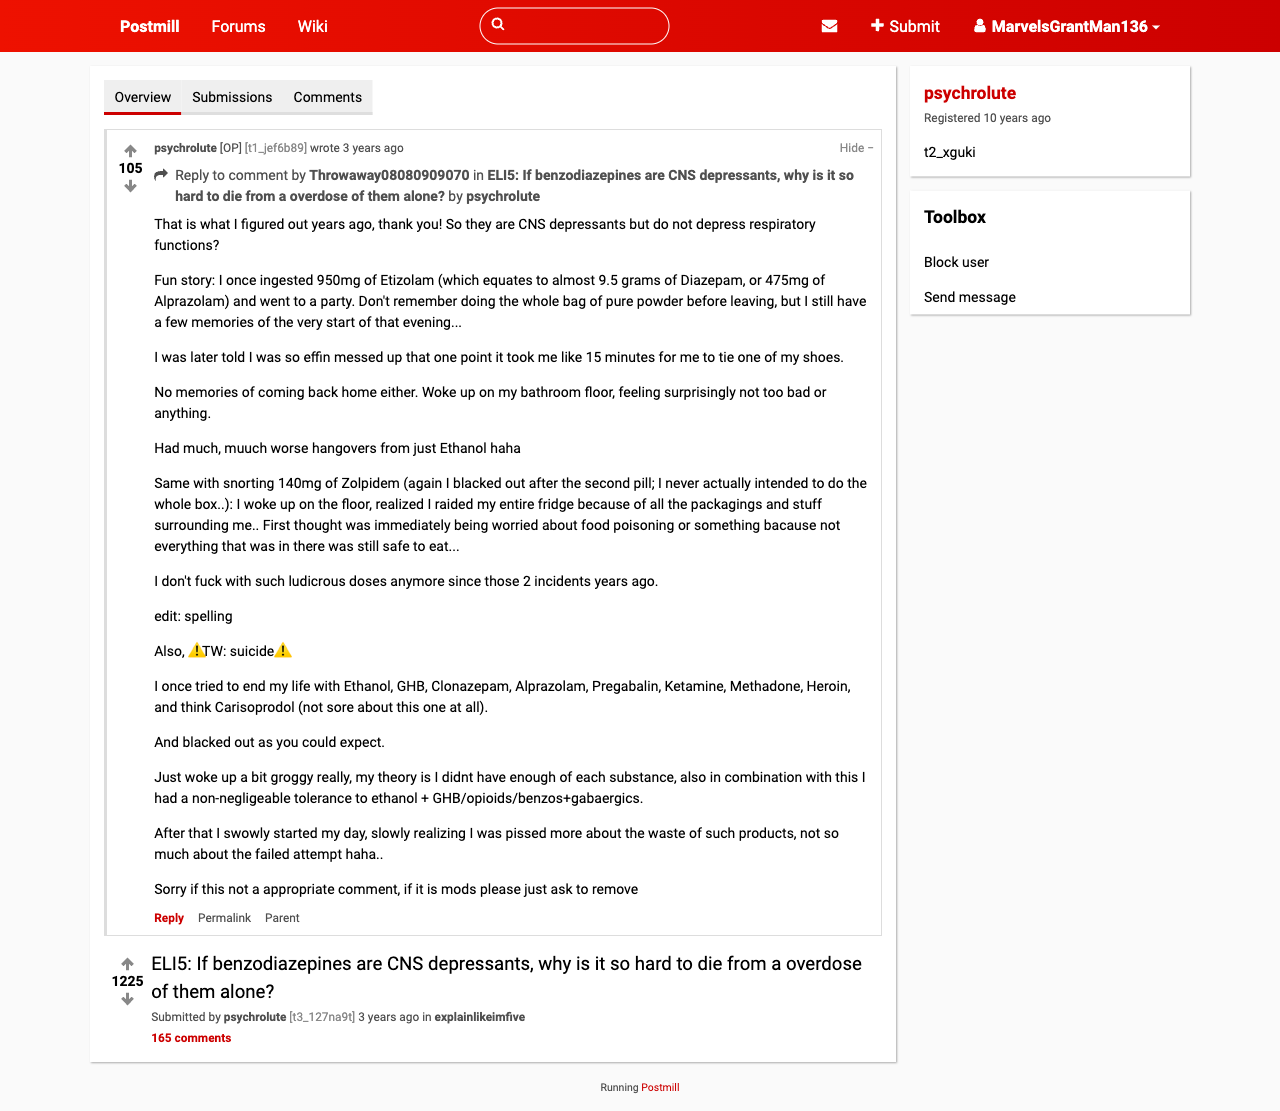 Postmill Forums Wiki Submit MarvelsGrantMan136
Overview Submissions Comments
psychrolute [OP] [t1_jef6b89] wrote 3 years ago Hide −
105
Reply to comment by Throwaway08080909070 in ELI5: If benzodiazepines are CNS depressants, why is it so
hard to die from a overdose of them alone? by psychrolute
That is what I figured out years ago, thank you! So they are CNS depressants but do not depress respiratory
functions?
Fun story: I once ingested 950mg of Etizolam (which equates to almost 9.5 grams of Diazepam, or 475mg of
Alprazolam) and went to a party. Don't remember doing the whole bag of pure powder before leaving, but I still have
a few memories of the very start of that evening...
I was later told I was so effin messed up that one point it took me like 15 minutes for me to tie one of my shoes.
No memories of coming back home either. Woke up on my bathroom floor, feeling surprisingly not too bad or
anything.
Had much, muuch worse hangovers from just Ethanol haha
Same with snorting 140mg of Zolpidem (again I blacked out after the second pill; I never actually intended to do the
whole box..): I woke up on the floor, realized I raided my entire fridge because of all the packagings and stuff
surrounding me.. First thought was immediately being worried about food poisoning or something bacause not
everything that was in there was still safe to eat...
I don't fuck with such ludicrous doses anymore since those 2 incidents years ago.
edit: spelling
Also, ⚠️TW: suicide⚠️
I once tried to end my life with Ethanol, GHB, Clonazepam, Alprazolam, Pregabalin, Ketamine, Methadone, Heroin,
and think Carisoprodol (not sore about this one at all).
And blacked out as you could expect.
Just woke up a bit groggy really, my theory is I didnt have enough of each substance, also in combination with this I
had a non-negligeable tolerance to ethanol + GHB/opioids/benzos+gabaergics.
After that I swowly started my day, slowly realizing I was pissed more about the waste of such products, not so
much about the failed attempt haha..
Sorry if this not a appropriate comment, if it is mods please just ask to remove
Reply Permalink Parent
1225
ELI5: If benzodiazepines are CNS depressants, why is it so hard to die from a overdose
of them alone?
Submitted by psychrolute [t3_127na9t] 3 years ago in explainlikeimfive
165 comments
psychrolute
Registered 10 years ago
t2_xguki
Toolbox
Block user
Send message
Running Postmill